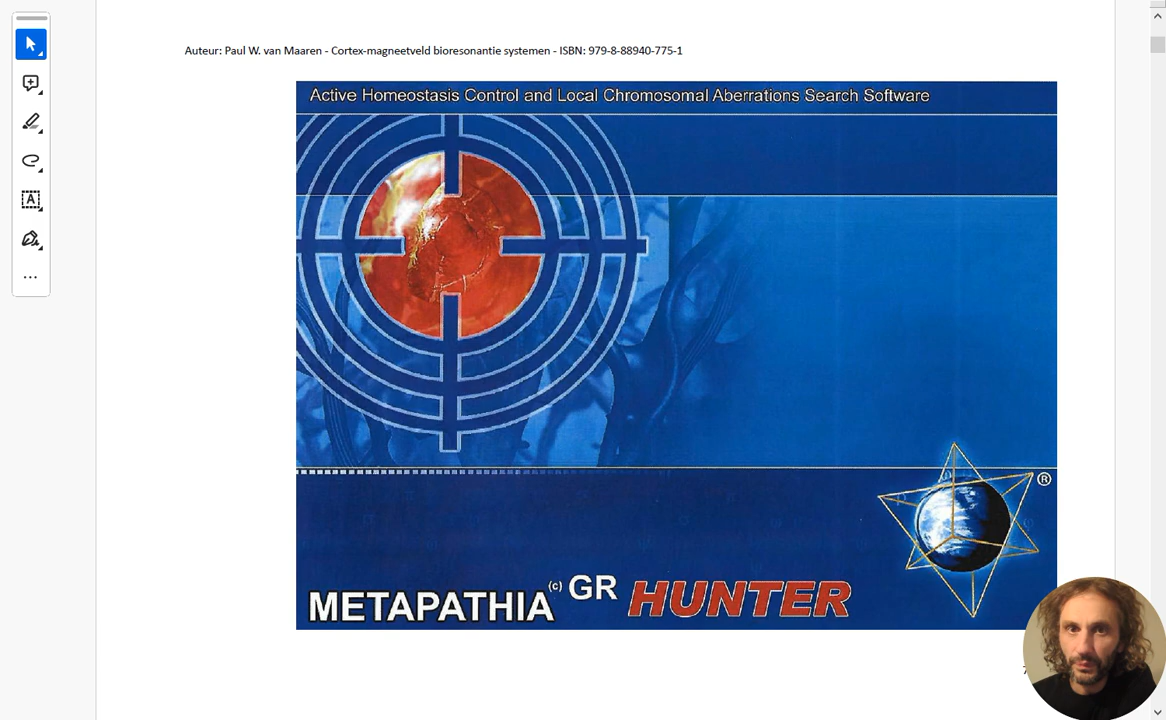 Auteur: Paul W. van Maaren - Cortex-magneetveld bioresonantie systemen - ISBN: 979-8-88940-775-1
Active Homeostasis Control and Local Chromosomal Aberrations Search Software
®
METAPATHIA (c) GR HUNTER